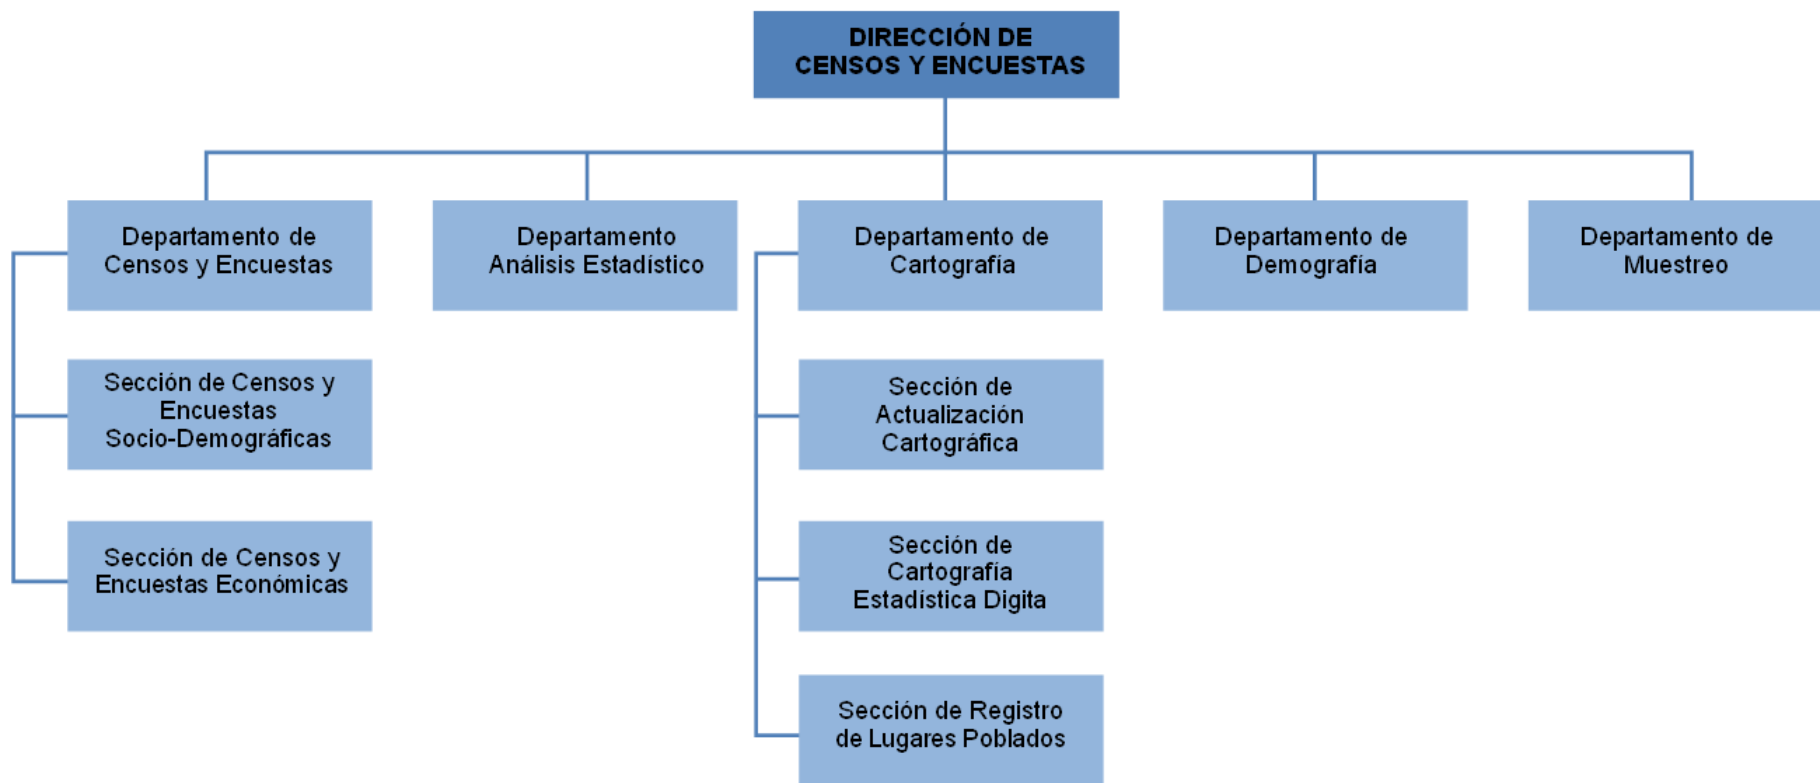 DIRECCIÓN DE
CENSOS Y ENCUESTAS
Departamento de
Censos y Encuestas
Departamento
Análisis Estadístico
Departamento de
Cartografía
Departamento de
Demografía
Departamento de
Muestreo
Sección de Censos y
Encuestas
Socio-Demográficas
Sección de
Actualización
Cartográfica
Sección de Censos y
Encuestas Económicas
Sección de
Cartografía
Estadística Digita
Sección de Registro
de Lugares Poblados